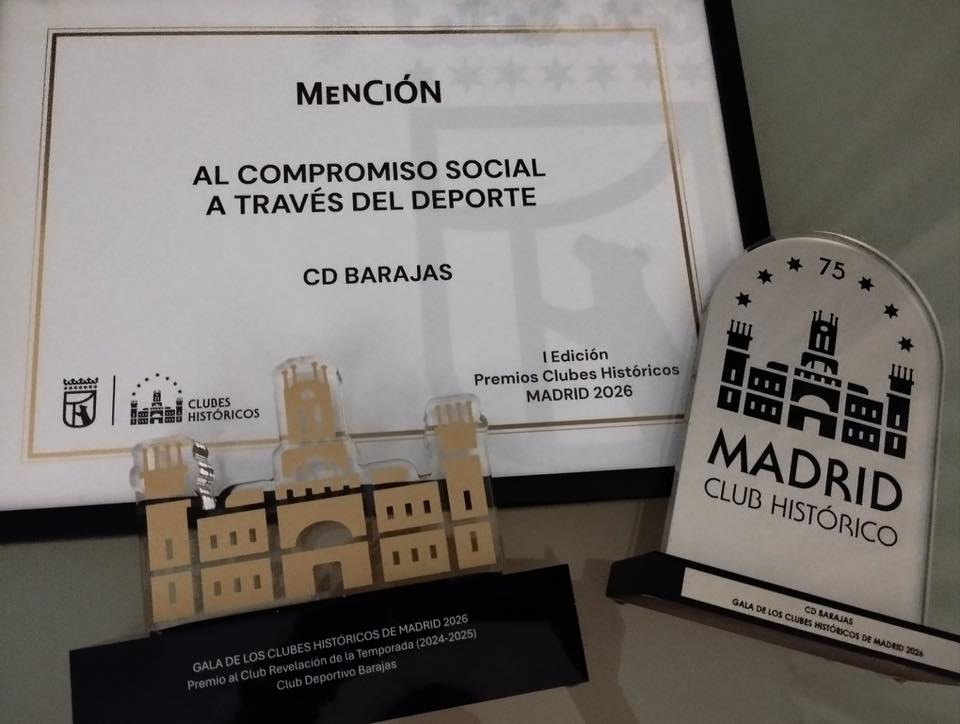 MENCIÓN
AL COMPROMISO SOCIAL
A TRAVÉS DEL DEPORTE
CD BARAJAS
I Edición
Premios Clubes Históricos
MADRID 2026
CLUBES
HISTÓRICOS
GALA DE LOS CLUBES HISTÓRICOS DE MADRID 2026
Premio al Club Revelación de la Temporada (2024-2025)
Club Deportivo Barajas
75
MADRID
CLUB HISTÓRICO
CD BARAJAS
GALA DE LOS CLUBES HISTÓRICOS DE MADRID 2026